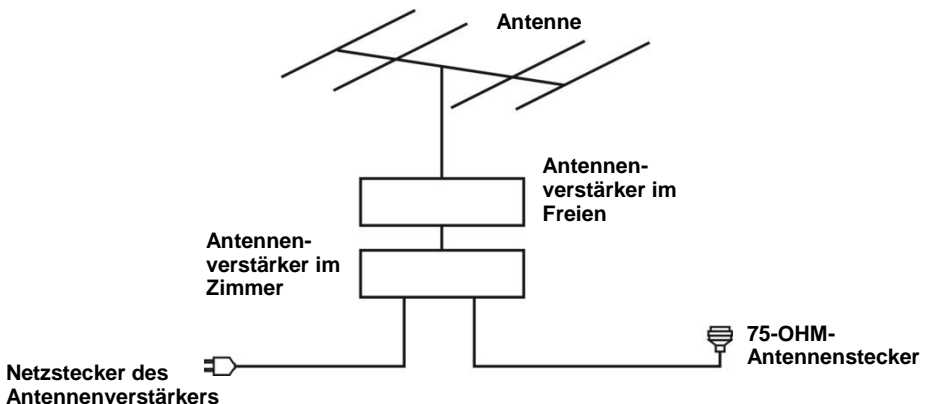 Antenne
Antennen-
verstärker im
Freien
Antennen-
verstärker im
Zimmer
75-OHM-
Antennenstecker
Netzstecker des
Antennenverstärkers